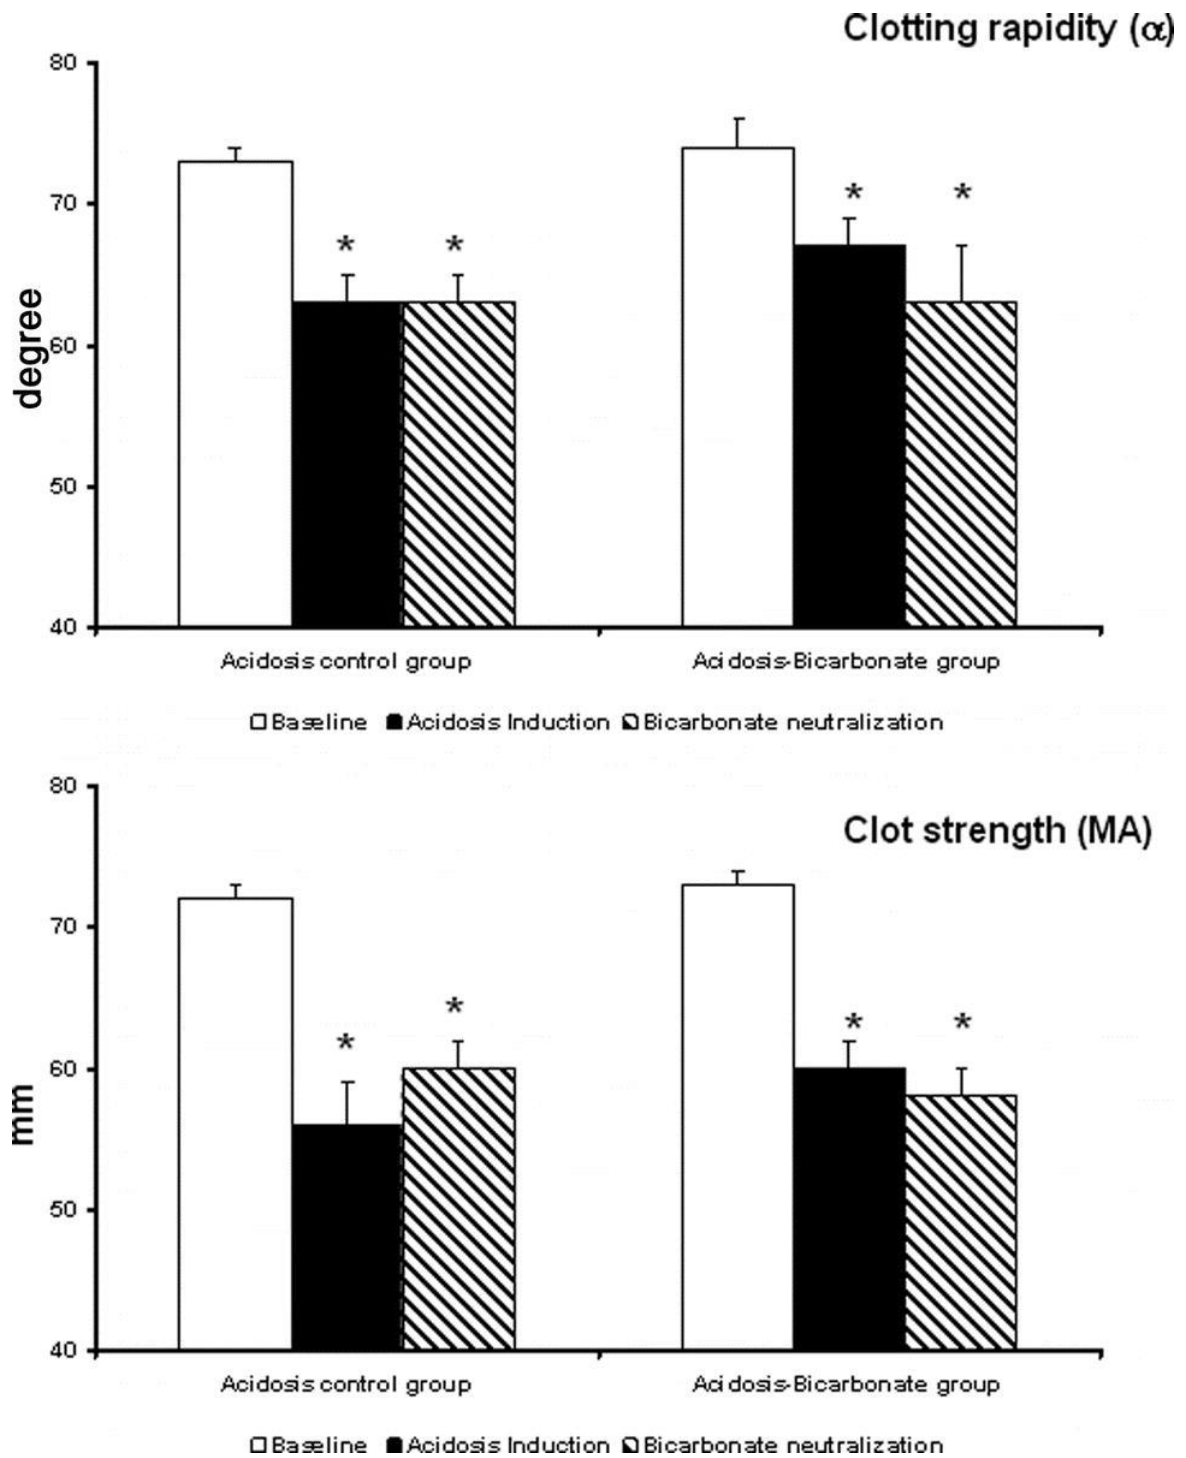 Clotting rapidity (α)
80
70
60
50
40
degree
* * * *
Acidosis control group Acidosis-Bicarbonate group
Baseline Acidosis Induction Bicarbonate neutralization
Clot strength (MA)
80
70
60
50
40
mm
* * * *
Acidosis control group Acidosis-Bicarbonate group
Baseline Acidosis Induction Bicarbonate neutralization